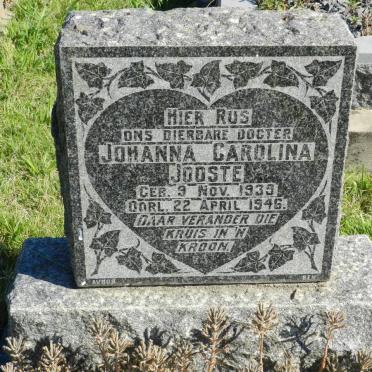 HIER RUS
ONS DIERBARE DOGTER
JOHANNA CAROLINA
JOOSTE
GEB. 9 NOV. 1939
OORL. 22 APRIL 1946.
DAAR VERANDER DIE
KRUIS IN 'N
KROON.